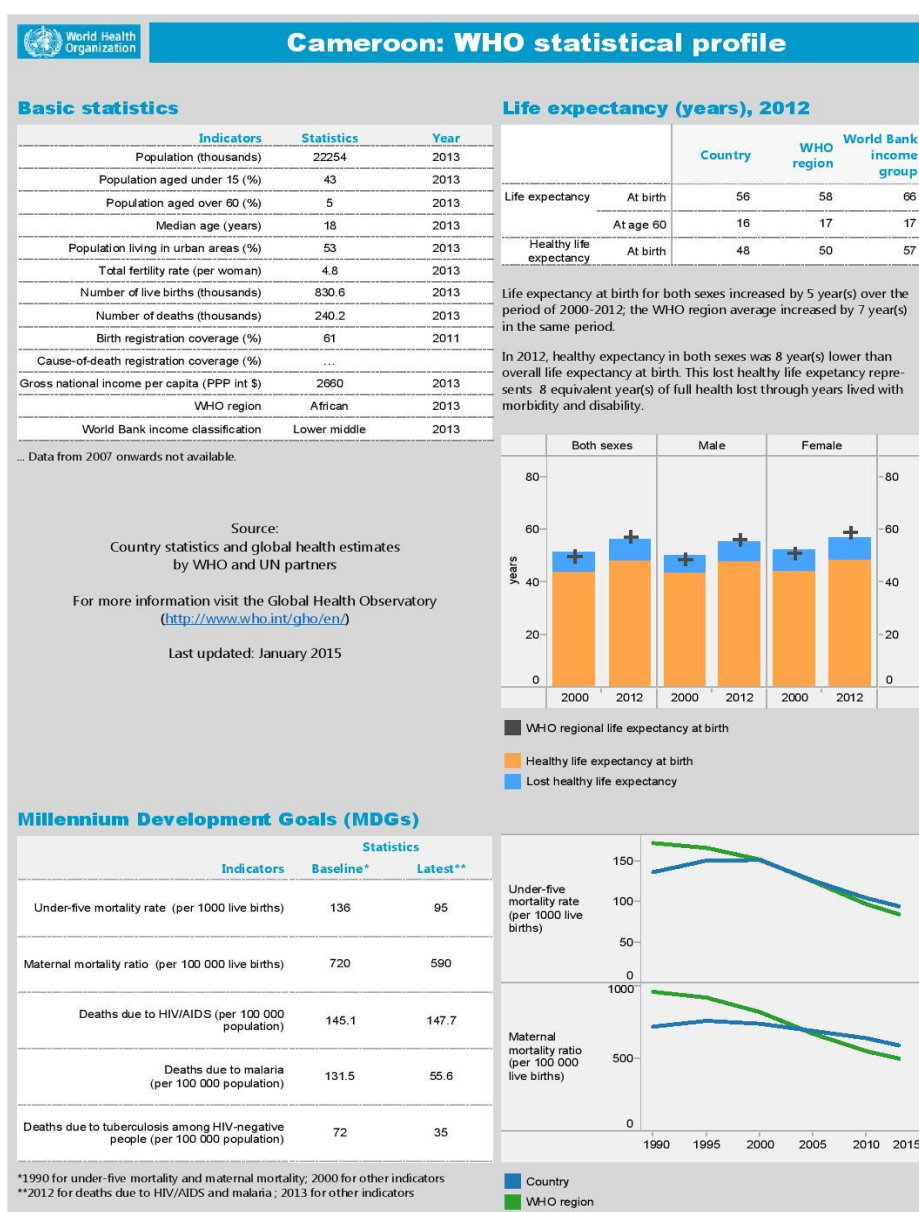 World Health
Organization
Cameroon: WHO statistical profile
Basic statistics
Indicators Statistics Year
Population (thousands) 22254 2013
Population aged under 15 (%) 43 2013
Population aged over 60 (%) 5 2013
Median age (years) 18 2013
Population living in urban areas (%) 53 2013
Total fertility rate (per woman) 4.8 2013
Number of live births (thousands) 830.6 2013
Number of deaths (thousands) 240.2 2013
Birth registration coverage (%) 61 2011
Cause-of-death registration coverage (%) ...
Gross national income per capita (PPP int $) 2660 2013
WHO region African 2013
World Bank income classification Lower middle 2013
... Data from 2007 onwards not available.
Source:
Country statistics and global health estimates
by WHO and UN partners
For more information visit the Global Health Observatory
(http://www.who.int/gho/en/)
Last updated: January 2015
Life expectancy (years), 2012
Country WHO region World Bank income group
Life expectancy At birth 56 58 66
At age 60 16 17 17
Healthy life expectancy At birth 48 50 57
Life expectancy at birth for both sexes increased by 5 year(s) over the
period of 2000-2012; the WHO region average increased by 7 year(s)
in the same period.
In 2012, healthy expectancy in both sexes was 8 year(s) lower than
overall life expectancy at birth. This lost healthy life expetancy repre-
sents 8 equivalent year(s) of full health lost through years lived with
morbidity and disability.
Both sexes Male Female
80 80
60 60
years
40 40
20 20
0 0
2000 2012 2000 2012 2000 2012
WHO regional life expectancy at birth
Healthy life expectancy at birth
Lost healthy life expectancy
Millennium Development Goals (MDGs)
Statistics
Indicators Baseline* Latest**
Under-five mortality rate (per 1000 live births) 136 95
Maternal mortality ratio (per 100 000 live births) 720 590
Deaths due to HIV/AIDS (per 100 000
population) 145.1 147.7
Deaths due to malaria
(per 100 000 population) 131.5 55.6
Deaths due to tuberculosis among HIV-negative
people (per 100 000 population) 72 35
*1990 for under-five mortality and maternal mortality; 2000 for other indicators
**2012 for deaths due to HIV/AIDS and malaria ; 2013 for other indicators
Under-five
mortality rate
(per 1000 live
births)
150
100
50
0
Maternal
mortality ratio
(per 100 000
live births)
1000
500
0
1990 1995 2000 2005 2010 2015
Country
WHO region